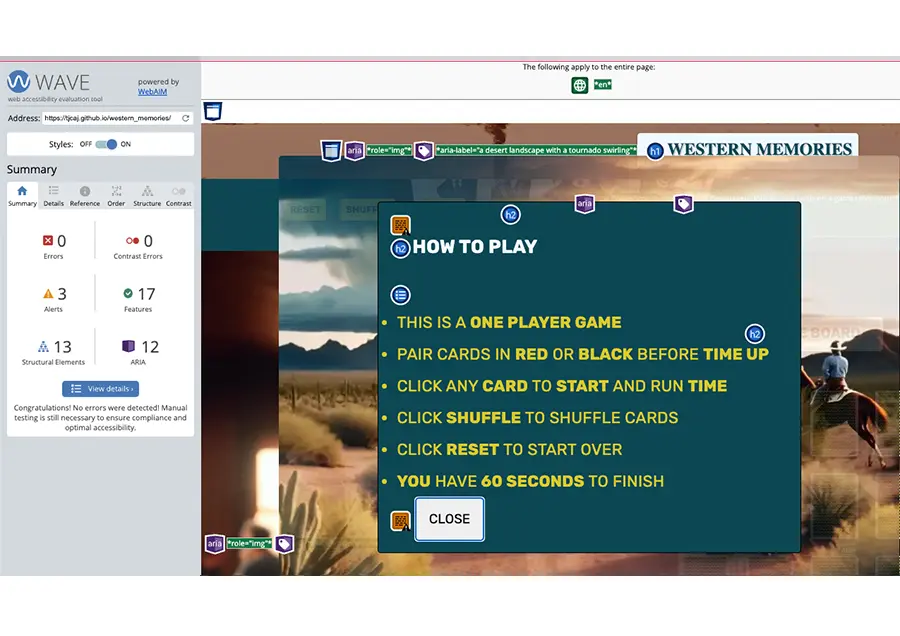 The following apply to the entire page:
*en*
WAVE
powered by
WebAIM
web accessibility evaluation tool
Address: https://tjcaj.github.io/western_memories/
Styles: OFF ON
Summary
Summary Details Reference Order Structure Contrast
0 0
Errors Contrast Errors
3 17
Alerts Features
13 12
Structural Elements ARIA
View details ›
Congratulations! No errors were detected! Manual
testing is still necessary to ensure compliance and
optimal accessibility.
aria *role="img"* *aria-label="a desert landscape with a tournado swirling"* h1 WESTERN MEMORIES
RESET
aria
h2
h2 HOW TO PLAY
h2
• THIS IS A ONE PLAYER GAME
• PAIR CARDS IN RED OR BLACK BEFORE TIME UP
• CLICK ANY CARD TO START AND RUN TIME
• CLICK SHUFFLE TO SHUFFLE CARDS
• CLICK RESET TO START OVER
• YOU HAVE 60 SECONDS TO FINISH
CLOSE
aria *role="img"*